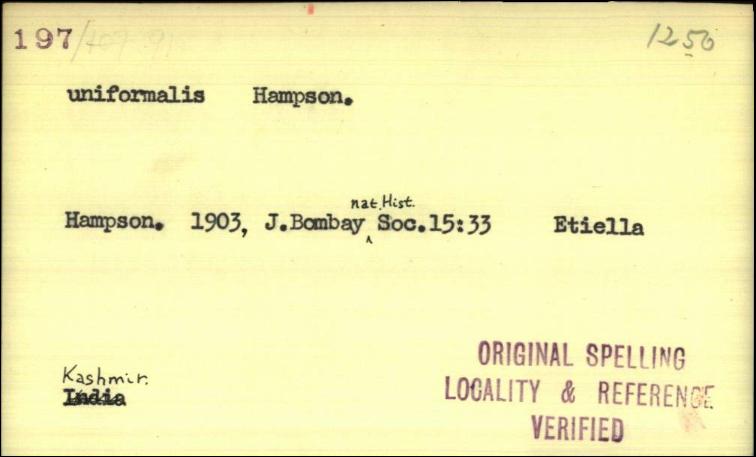 197 1250
uniformalis Hampson.
nat. Hist.
Hampson. 1903, J.Bombay Soc.15:33 Etiella
Kashmir.
India
ORIGINAL SPELLING
LOCALITY & REFERENCE
VERIFIED